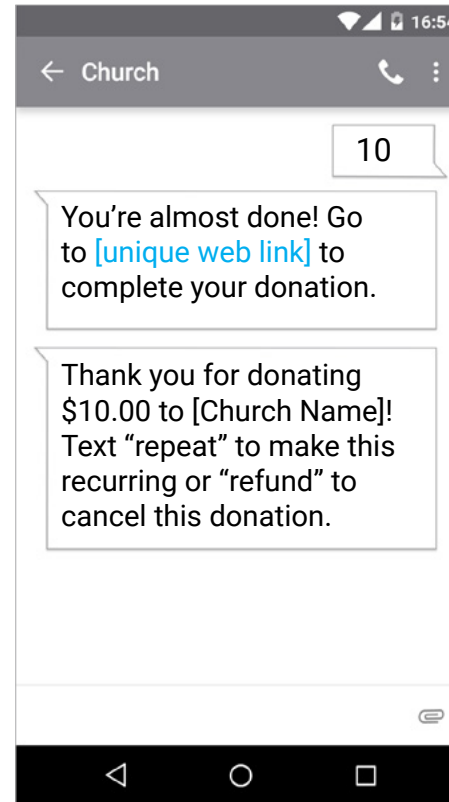 16:54
Church
10
You’re almost done! Go
to [unique web link] to
complete your donation.
Thank you for donating
$10.00 to [Church Name]!
Text “repeat” to make this
recurring or “refund” to
cancel this donation.